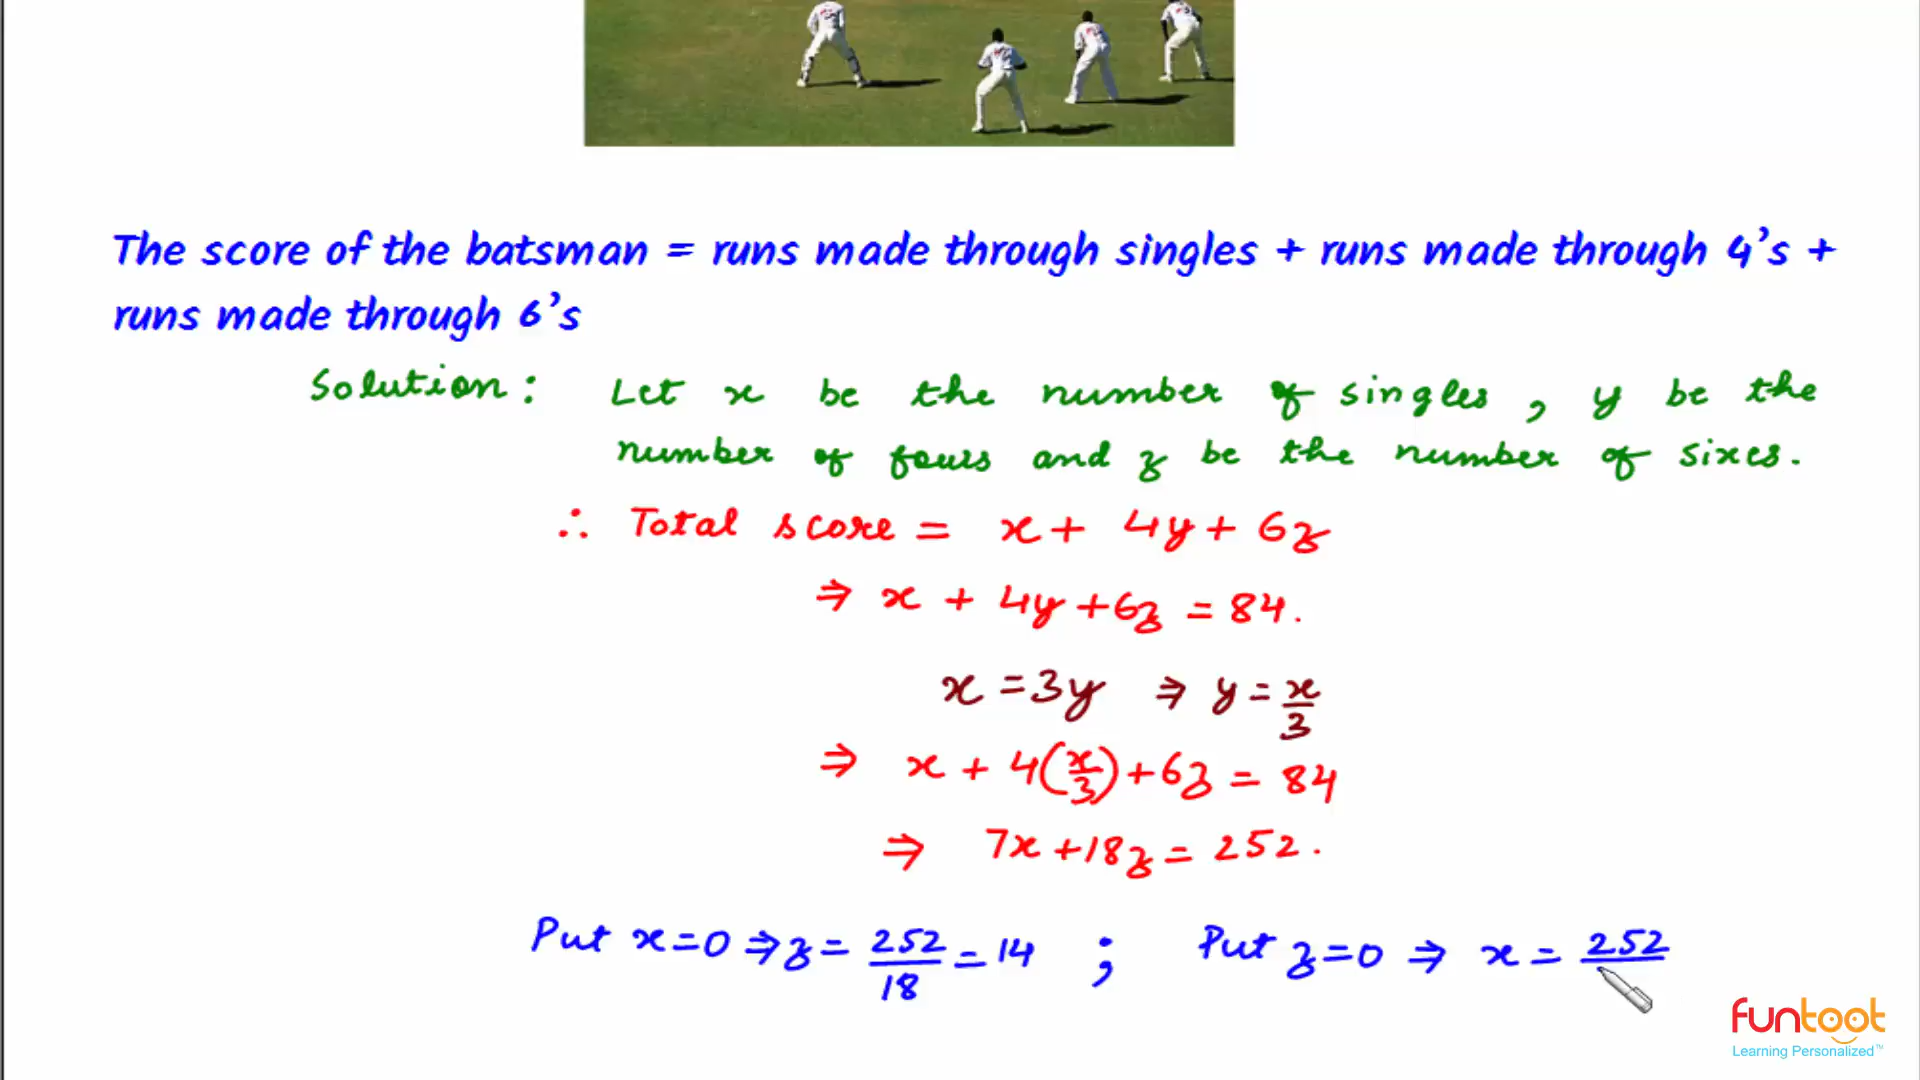 The score of the batsman = runs made through singles + runs made through 4's +
runs made through 6's
Solution: Let x be the number of singles, y be the
number of fours and z be the number of sixes.
∴ Total score = x + 4y + 6z
⇒ x + 4y + 6z = 84.
x = 3y ⇒ y = x/3
⇒ x + 4(x/3) + 6z = 84
⇒ 7x + 18z = 252.
Put x = 0 ⇒ z = 252/18 = 14 ; Put z = 0 ⇒ x = 252
funtoot
Learning Personalized™